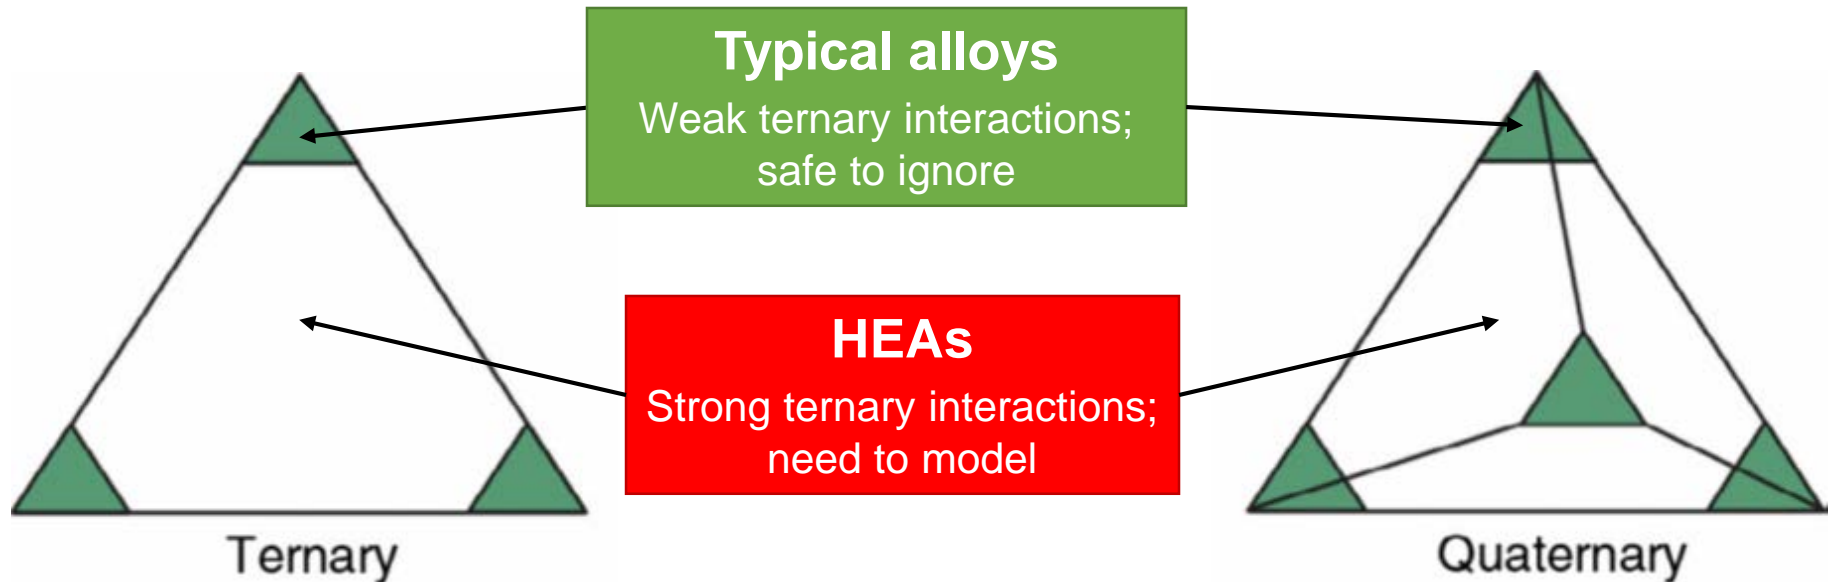 Typical alloys
Weak ternary interactions;
safe to ignore
HEAs
Strong ternary interactions;
need to model
Ternary
Quaternary